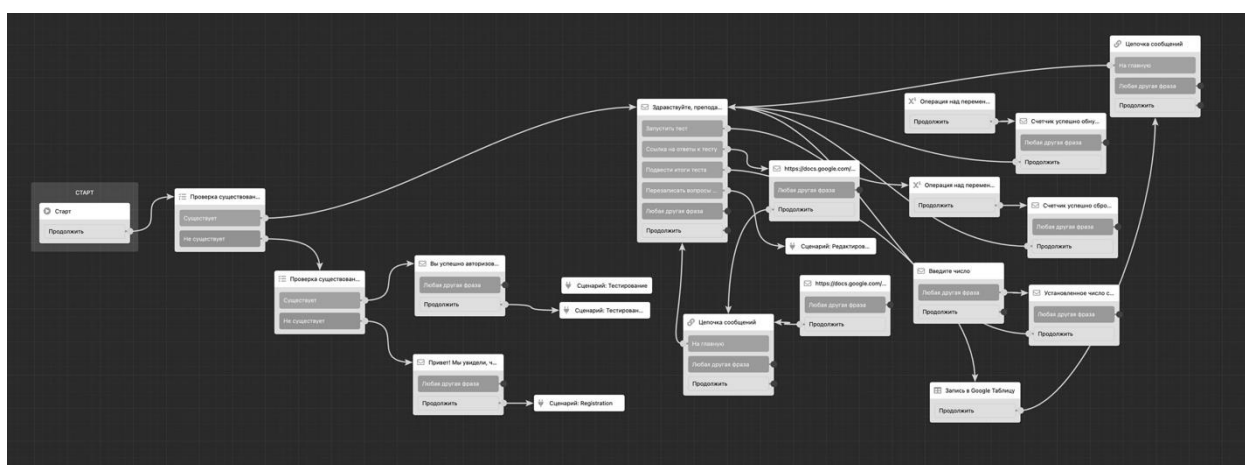 СТАРТ
Старт
Продолжить
Проверка существован...
Существует
Не существует
Проверка существован...
Существует
Не существует
Вы успешно авторизов...
Любая другая фраза
Продолжить
Привет! Мы увидели, ч...
Любая другая фраза
Продолжить
Сценарий: Тестирование
Сценарий: Тестирован...
Сценарий: Registration
Здравствуйте, препода...
Запустить тест
Ссылка на ответы к тесту
Подвести итоги теста
Перезаписать вопросы ...
Любая другая фраза
Продолжить
https://docs.google.com/...
Любая другая фраза
Продолжить
Сценарий: Редактиров...
https://docs.google.com/...
Любая другая фраза
Продолжить
Цепочка сообщений
На главную
Любая другая фраза
Продолжить
Операция над перемен...
Продолжить
Счетчик успешно обну...
Любая другая фраза
Продолжить
Операция над перемен...
Продолжить
Счетчик успешно сбро...
Любая другая фраза
Продолжить
Введите число
Любая другая фраза
Продолжить
Установленное число с...
Любая другая фраза
Продолжить
Запись в Google Таблицу
Продолжить
Цепочка сообщений
На главную
Любая другая фраза
Продолжить